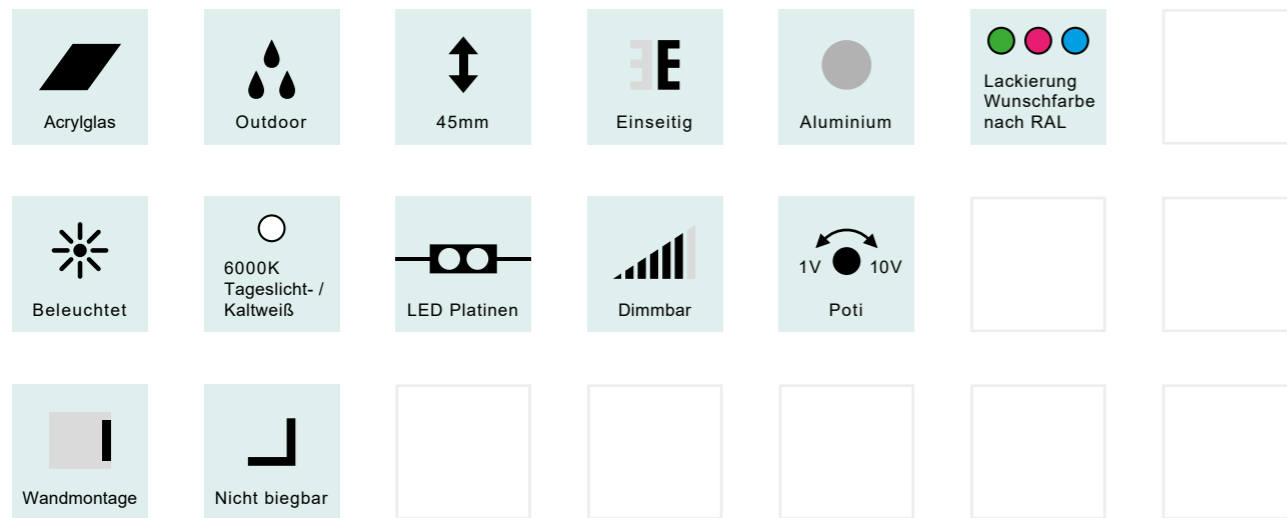 Acrylglas
Outdoor
45mm
Einseitig
Aluminium
Lackierung
Wunschfarbe
nach RAL
Beleuchtet
6000K
Tageslicht- /
Kaltweiß
LED Platinen
Dimmbar
1V 10V
Poti
Wandmontage
Nicht biegbar